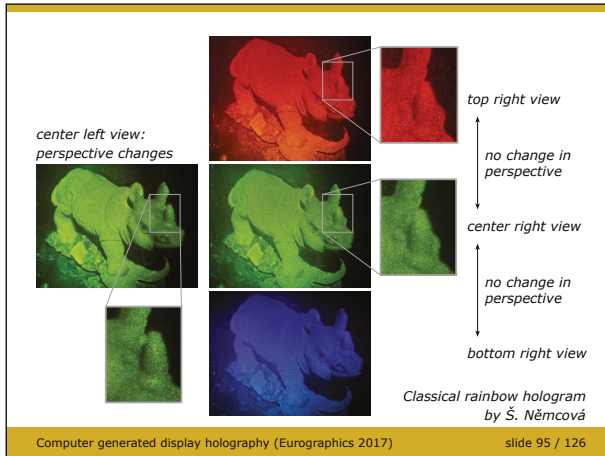 center left view:
perspective changes
top right view
no change in
perspective
center right view
no change in
perspective
bottom right view
Classical rainbow hologram
by Š. Němcová
Computer generated display holography (Eurographics 2017)
slide 95 / 126